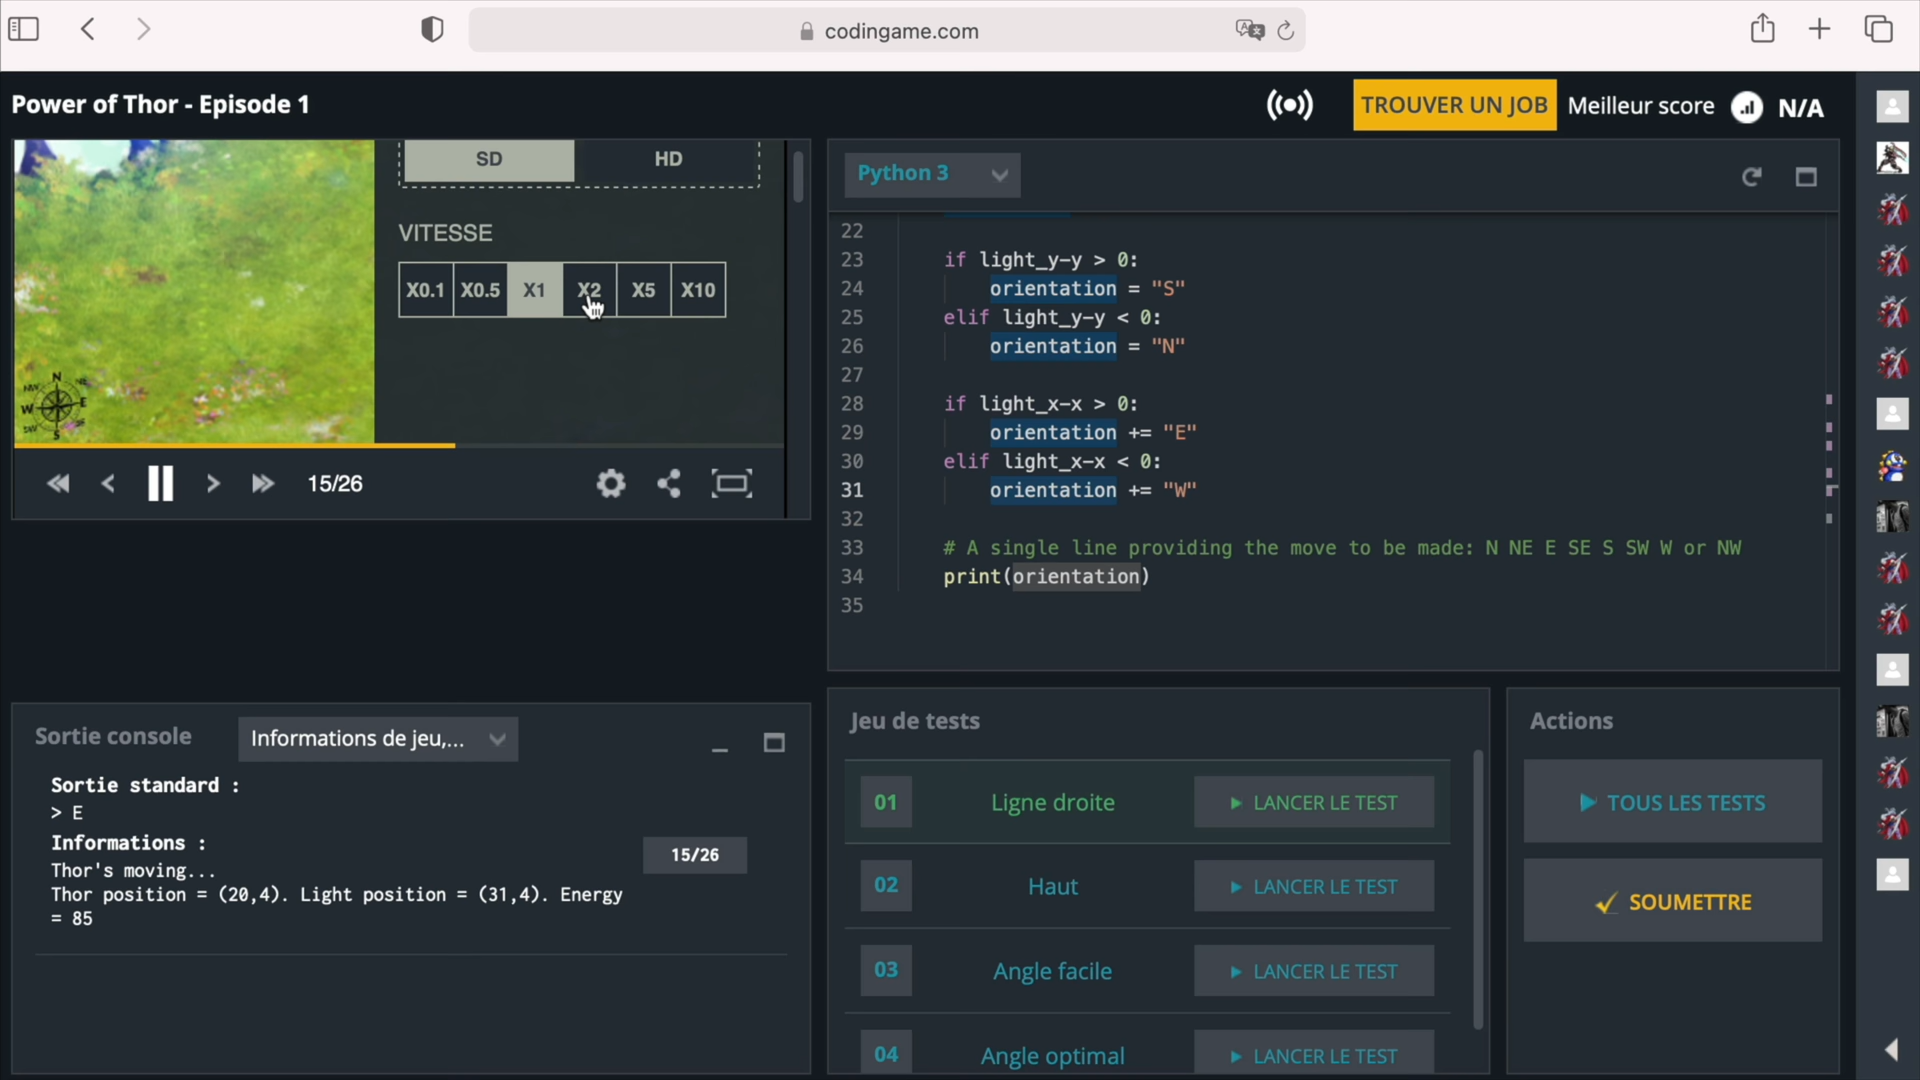 codingame.com
Power of Thor - Episode 1
TROUVER UN JOB
Meilleur score
N/A
SD
HD
VITESSE
X0.1 X0.5 X1 X2 X5 X10
N
NE
E
S
SW
W
NW
15/26
Python 3
22
23 if light_y-y > 0:
24 orientation = "S"
25 elif light_y-y < 0:
26 orientation = "N"
27
28 if light_x-x > 0:
29 orientation += "E"
30 elif light_x-x < 0:
31 orientation += "W"
32
33 # A single line providing the move to be made: N NE E SE S SW W or NW
34 print(orientation)
35
Sortie console
Informations de jeu,...
Sortie standard :
> E
Informations :
Thor's moving...
Thor position = (20,4). Light position = (31,4). Energy
= 85
15/26
Jeu de tests
01 Ligne droite LANCER LE TEST
02 Haut LANCER LE TEST
03 Angle facile LANCER LE TEST
04 Angle optimal LANCER LE TEST
Actions
TOUS LES TESTS
SOUMETTRE